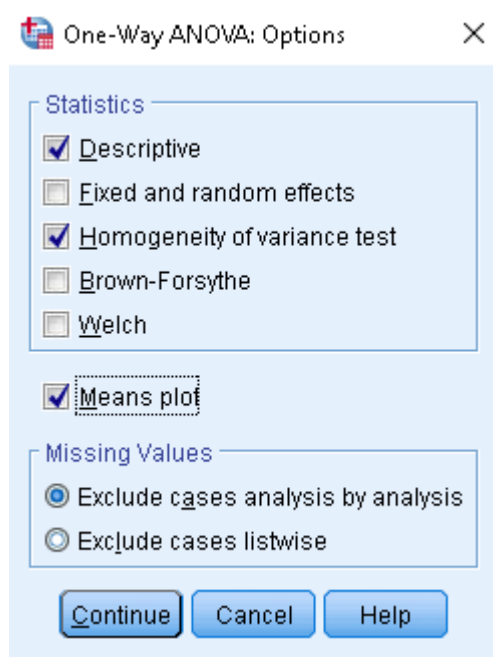 One-Way ANOVA: Options
Statistics
Descriptive
Fixed and random effects
Homogeneity of variance test
Brown-Forsythe
Welch
Means plot
Missing Values
Exclude cases analysis by analysis
Exclude cases listwise
Continue Cancel Help